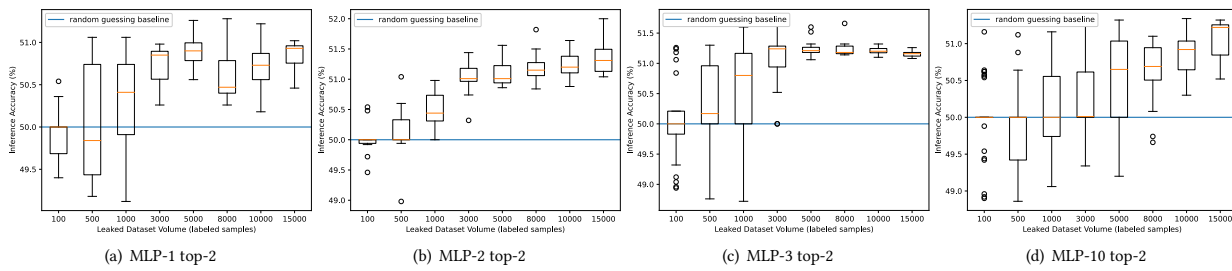 random guessing baseline
51.0
50.5
50.0
49.5
Inference Accuracy (%)
100 500 1000 3000 5000 8000 10000 15000
Leaked Dataset Volume (labeled samples)
(a) MLP-1 top-2
random guessing baseline
52.0
51.5
51.0
50.5
50.0
49.5
49.0
Inference Accuracy (%)
100 500 1000 3000 5000 8000 10000 15000
Leaked Dataset Volume (labeled samples)
(b) MLP-2 top-2
random guessing baseline
51.5
51.0
50.5
50.0
49.5
49.0
Inference Accuracy (%)
100 500 1000 3000 5000 8000 10000 15000
Leaked Dataset Volume (labeled samples)
(c) MLP-3 top-2
random guessing baseline
51.0
50.5
50.0
49.5
49.0
Inference Accuracy (%)
100 500 1000 3000 5000 8000 10000 15000
Leaked Dataset Volume (labeled samples)
(d) MLP-10 top-2